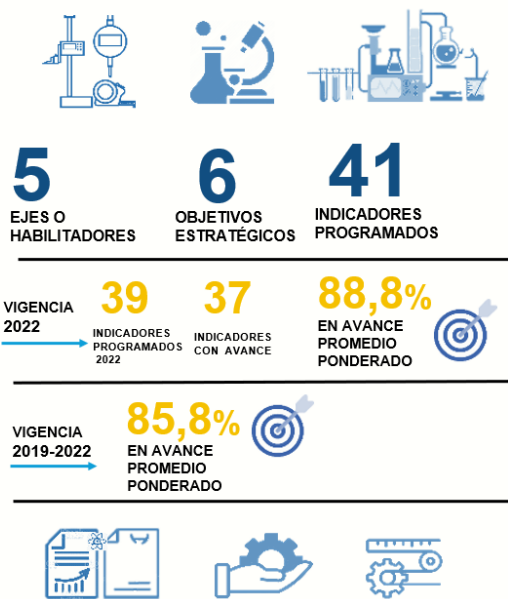 5
EJES O
HABILITADORES
6
OBJETIVOS
ESTRATÉGICOS
41
INDICADORES
PROGRAMADOS
VIGENCIA
2022
39
INDICADORES
PROGRAMADOS
2022
37
INDICADORES
CON AVANCE
88,8%
EN AVANCE
PROMEDIO
PONDERADO
VIGENCIA
2019-2022
85,8%
EN AVANCE
PROMEDIO
PONDERADO